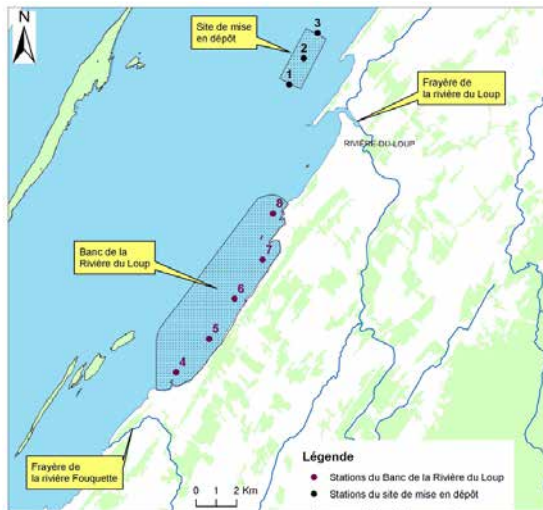 N
Site de mise
en dépôt
3
2
1
Frayère de
la rivière du Loup
RIVIÈRE-DU-LOUP
8
Banc de la
Rivière du Loup
7
6
5
4
Frayère de
la rivière Fouquette
0 1 2 Km
Légende
Stations du Banc de la Rivière du Loup
Stations du site de mise en dépôt